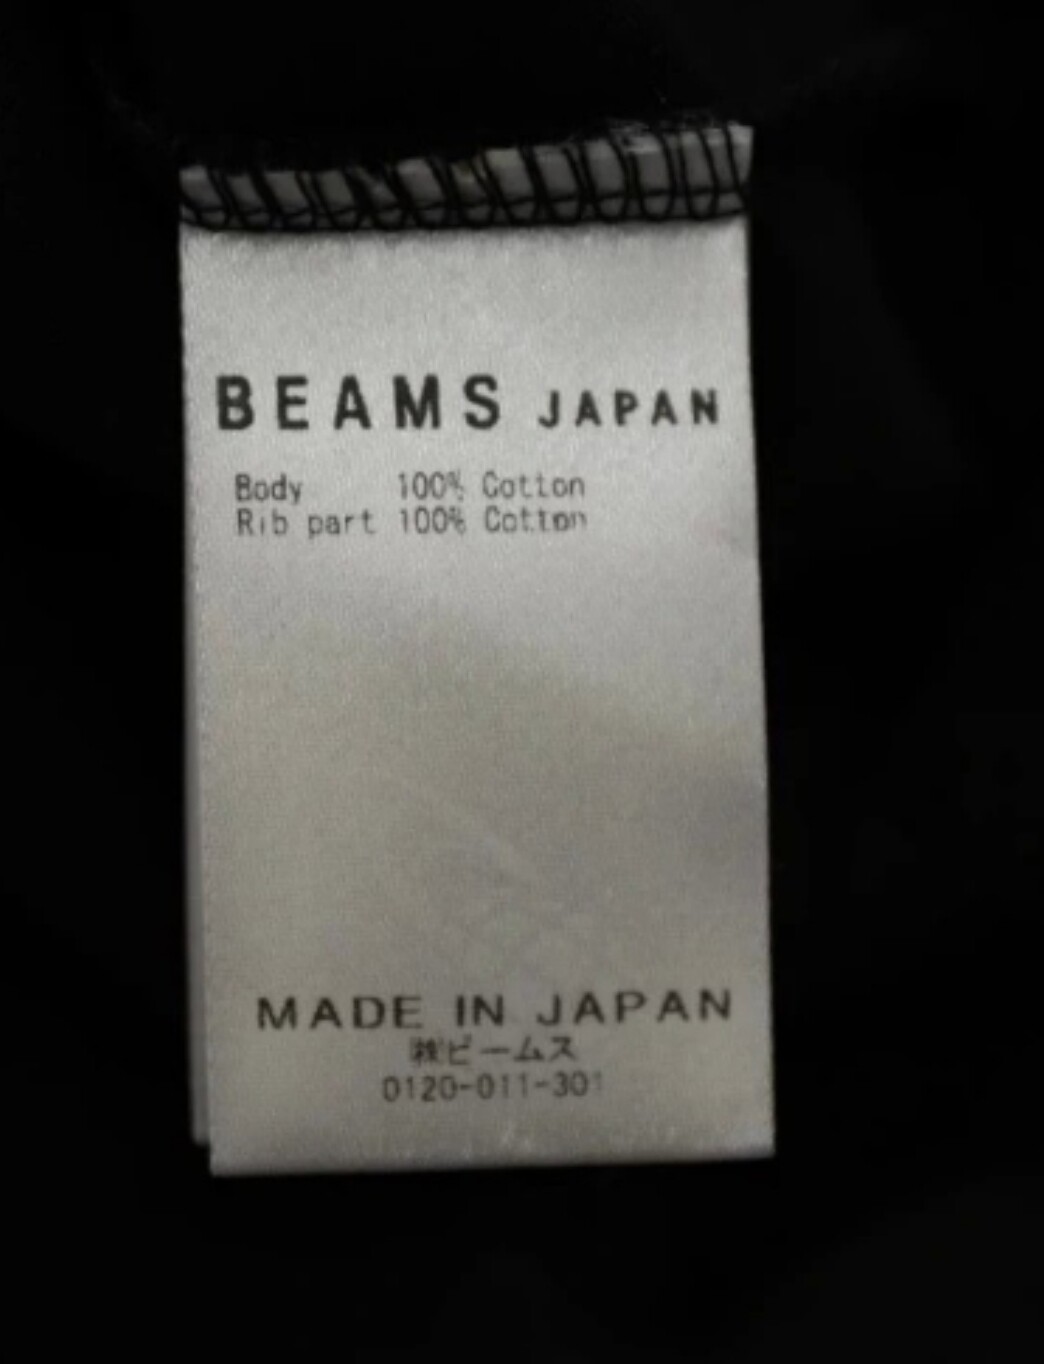 BEAMS JAPAN
Body 100% Cotton
Rib part 100% Cotton
MADE IN JAPAN
㈱ビームス
0120-011-301